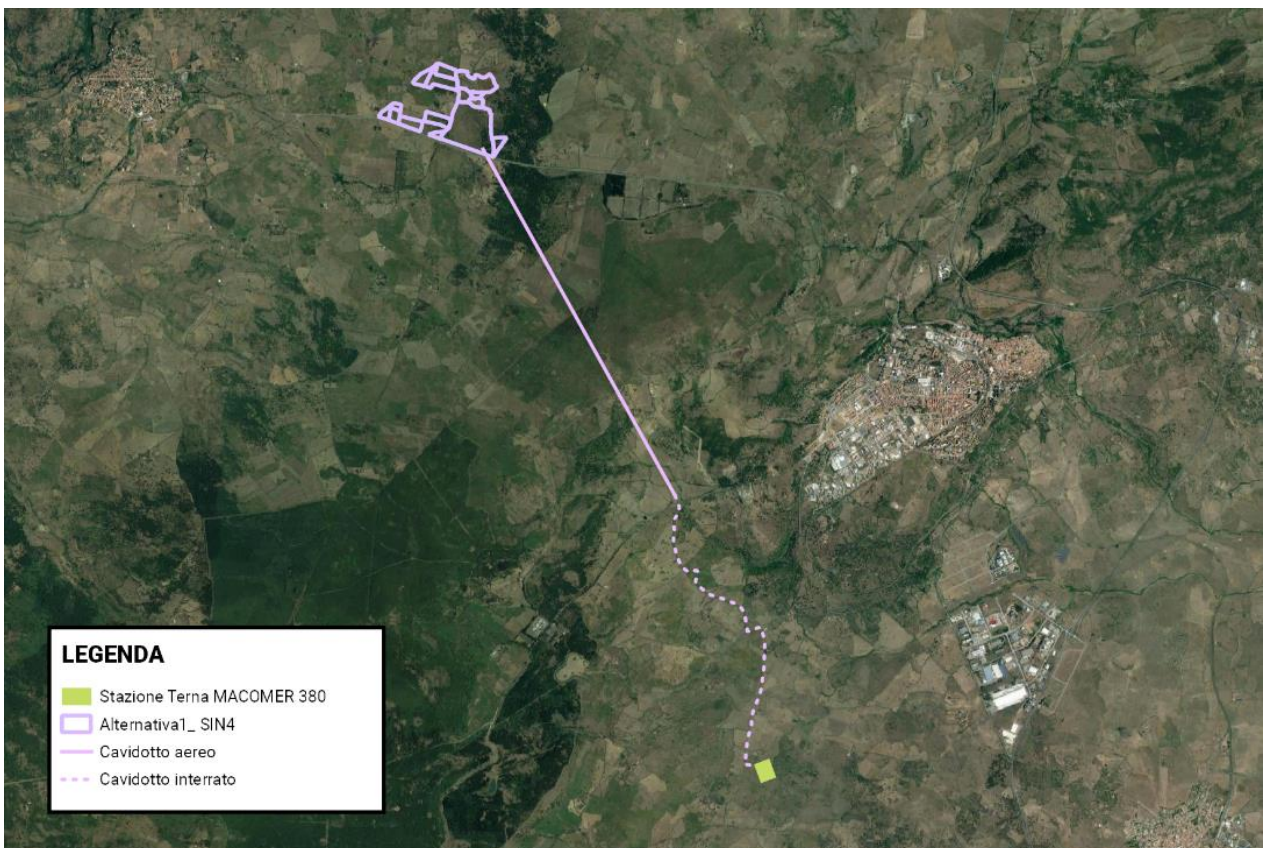 LEGENDA
Stazione Terna MACOMER 380
Alternativa1_ SIN4
Cavidotto aereo
Cavidotto interrato